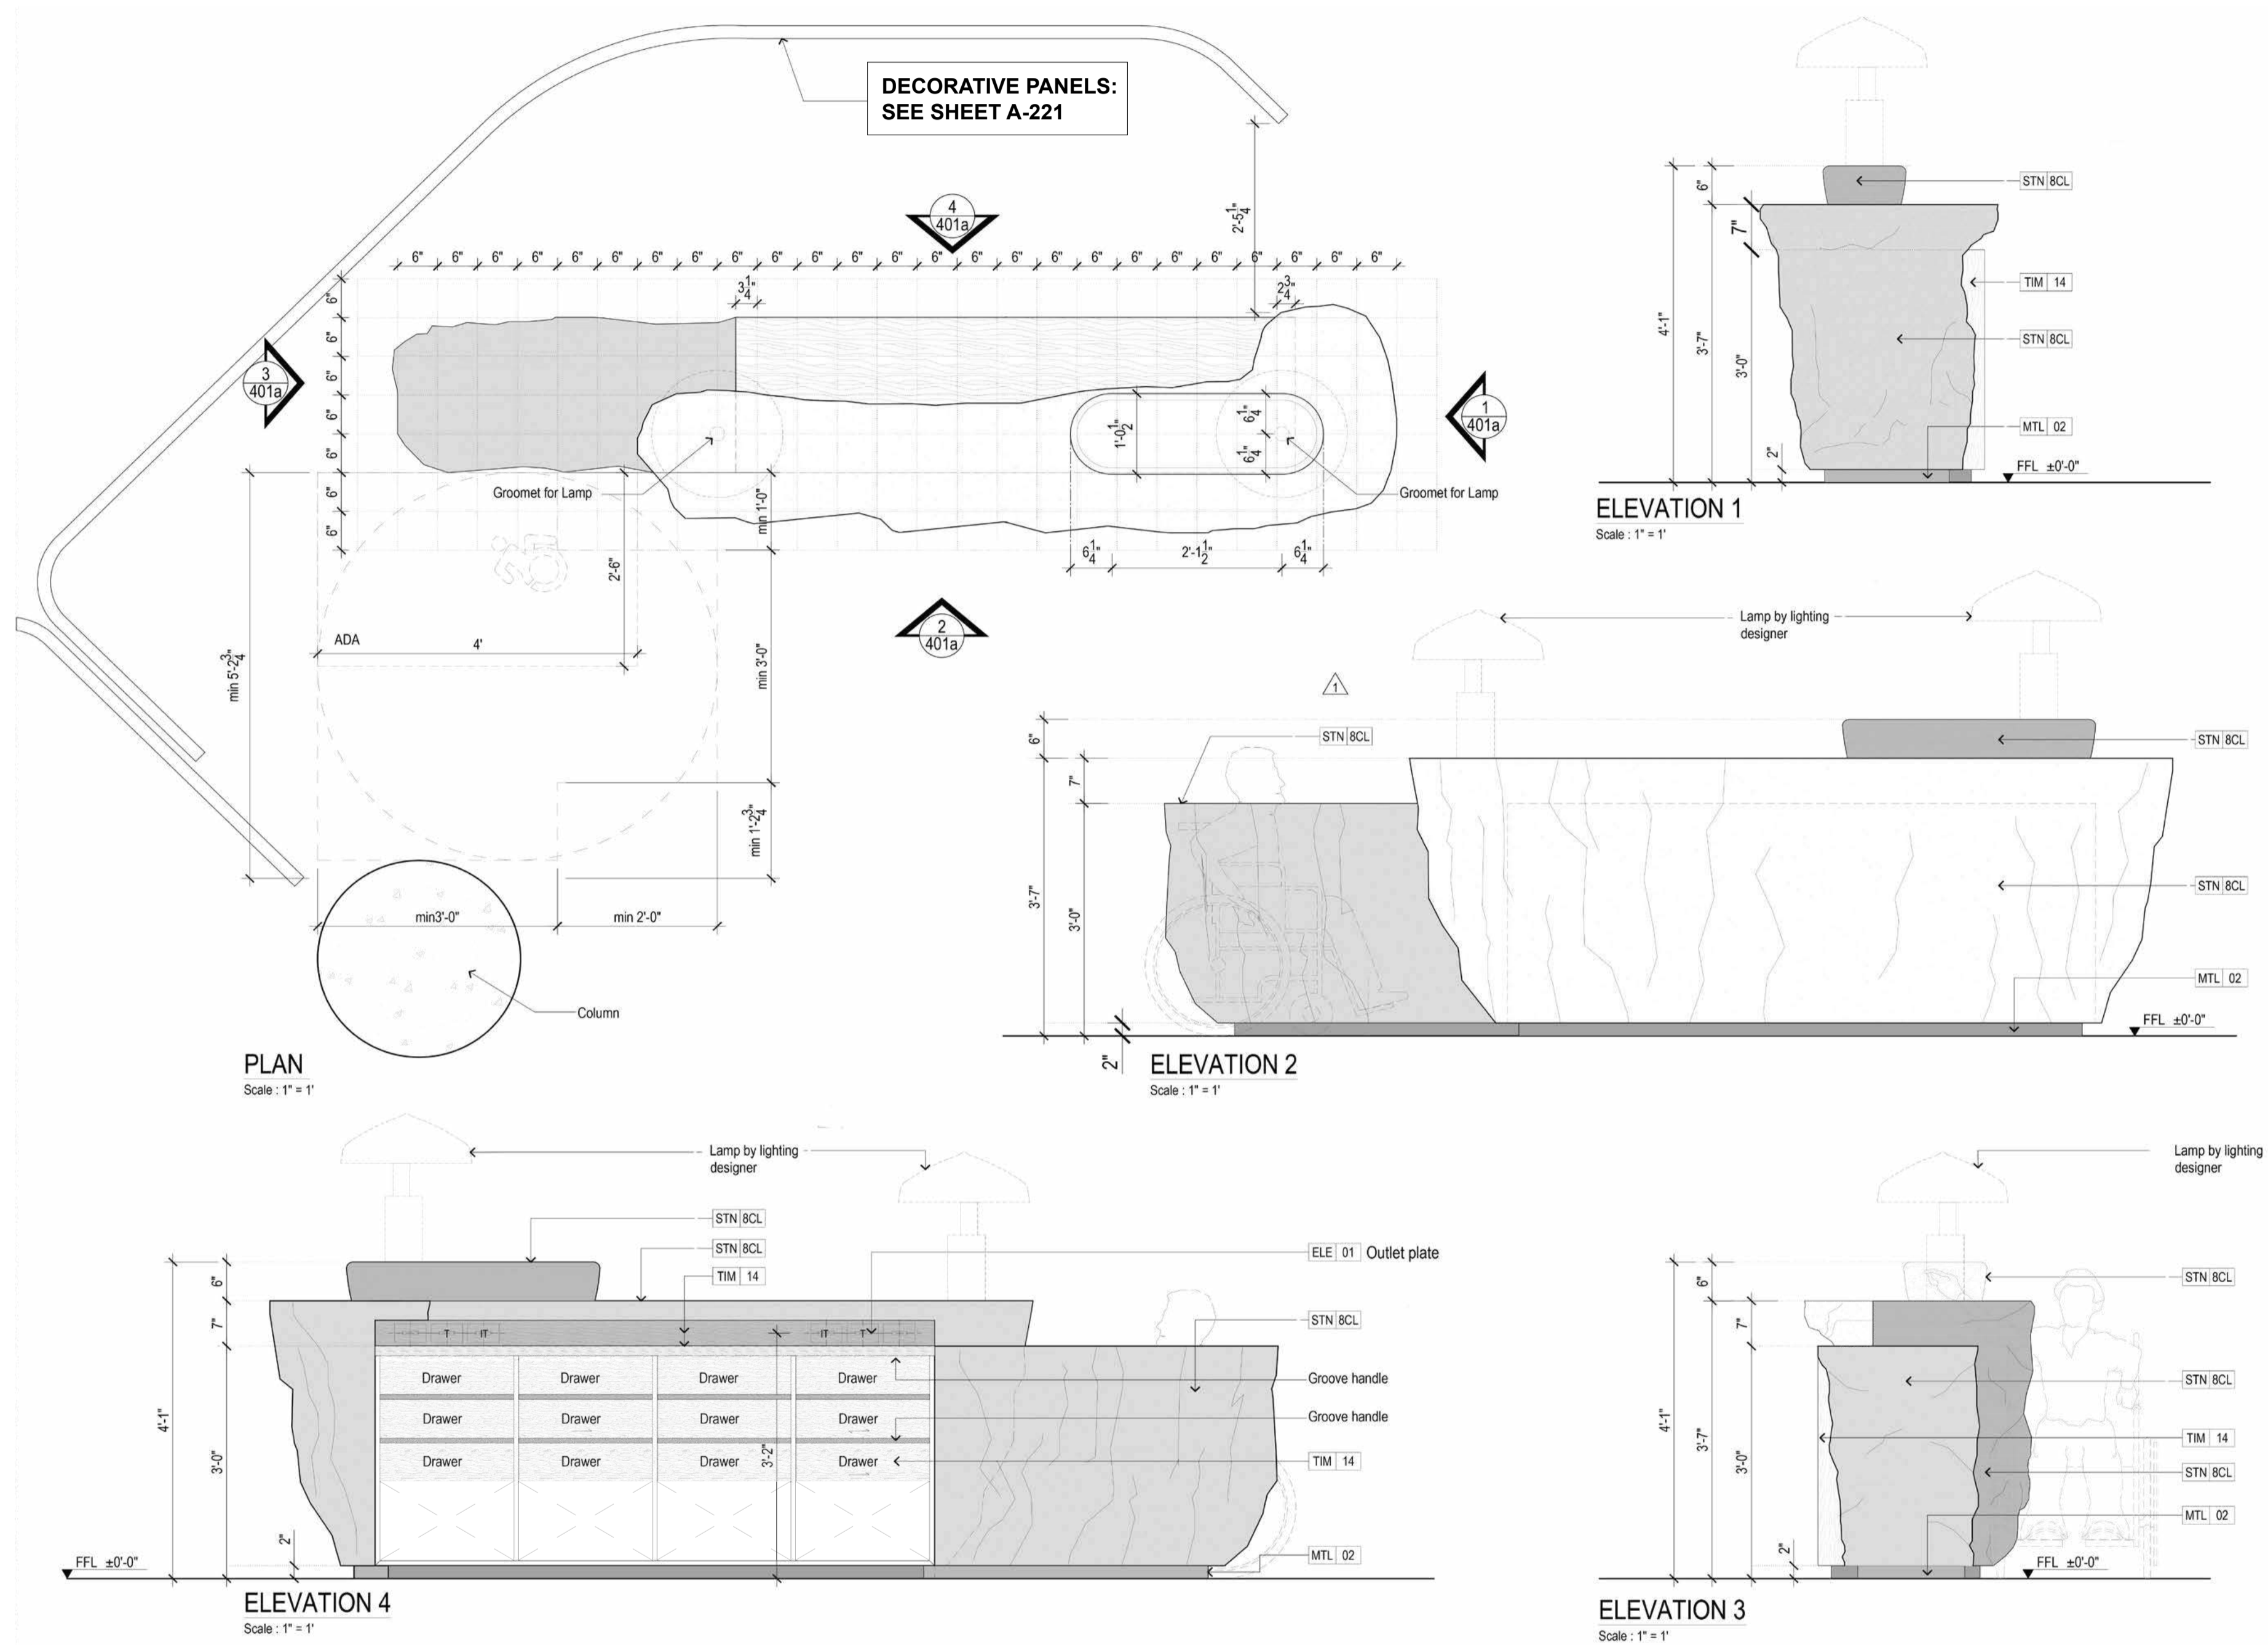 DECORATIVE PANELS:
SEE SHEET A-221
4
401a
6" 6" 6" 6" 6" 6" 6" 6" 6" 6" 6" 6" 6" 6" 6" 6" 6" 6" 6" 6" 6" 6" 6" 6" 6"
2'-5 1/4"
3 1/4"
2 3/4"
6"
6"
6"
6"
6"
6"
6"
3
401a
1
401a
1'-0 1/2"
6 1/4"
6 1/4"
Groomet for Lamp
Groomet for Lamp
min 1'-0"
6 1/4"
2'-1 1/2"
6 1/4"
2'-6"
2
401a
ADA
4'
min 5'-2 3/4"
min 3'-0"
min 1'-2 3/4"
min3'-0"
min 2'-0"
Column
PLAN
Scale : 1" = 1'
STN 8CL
6"
7"
TIM 14
4'-1"
3'-7"
3'-0"
STN 8CL
MTL 02
2"
FFL ±0'-0"
ELEVATION 1
Scale : 1" = 1'
Lamp by lighting
designer
1
STN 8CL
STN 8CL
6"
7"
3'-7"
3'-0"
STN 8CL
MTL 02
FFL ±0'-0"
2"
ELEVATION 2
Scale : 1" = 1'
Lamp by lighting
designer
STN 8CL
STN 8CL
TIM 14
ELE 01 Outlet plate
6"
7"
T IT IT T
STN 8CL
Drawer Drawer Drawer Drawer
Groove handle
4'-1"
Drawer Drawer Drawer Drawer
Groove handle
3'-0"
Drawer Drawer Drawer Drawer
3'-2"
TIM 14
2"
MTL 02
FFL ±0'-0"
ELEVATION 4
Scale : 1" = 1'
Lamp by lighting
designer
STN 8CL
6"
7"
4'-1"
3'-7"
3'-0"
STN 8CL
TIM 14
STN 8CL
MTL 02
2"
FFL ±0'-0"
ELEVATION 3
Scale : 1" = 1'